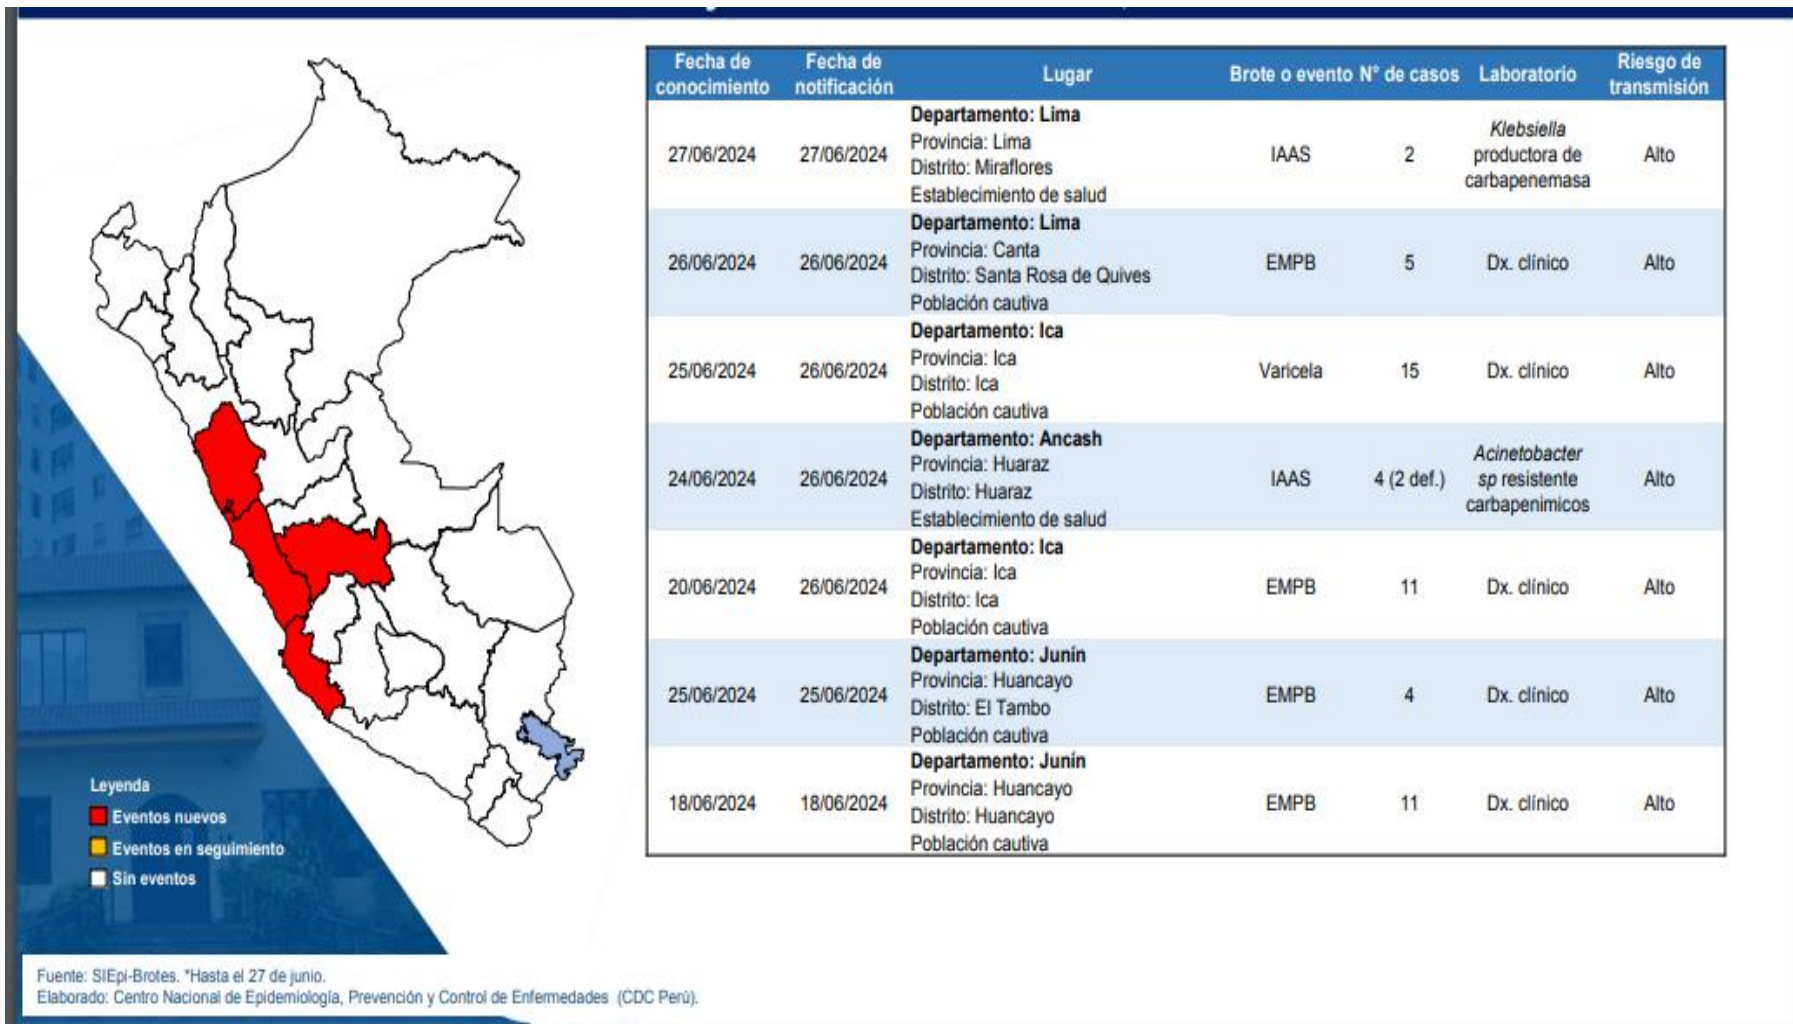 Fecha de conocimiento Fecha de notificación Lugar Brote o evento N° de casos Laboratorio Riesgo de transmisión
Departamento: Lima
Provincia: Lima
Distrito: Miraflores
Establecimiento de salud
27/06/2024 27/06/2024 IAAS 2 Klebsiella productora de carbapenemasa Alto
Departamento: Lima
Provincia: Canta
Distrito: Santa Rosa de Quives
Población cautiva
26/06/2024 26/06/2024 EMPB 5 Dx. clínico Alto
Departamento: Ica
Provincia: Ica
Distrito: Ica
Población cautiva
25/06/2024 26/06/2024 Varicela 15 Dx. clínico Alto
Departamento: Ancash
Provincia: Huaraz
Distrito: Huaraz
Establecimiento de salud
24/06/2024 26/06/2024 IAAS 4 (2 def.) Acinetobacter sp resistente carbapenimicos Alto
Departamento: Ica
Provincia: Ica
Distrito: Ica
Población cautiva
20/06/2024 26/06/2024 EMPB 11 Dx. clínico Alto
Departamento: Junín
Provincia: Huancayo
Distrito: El Tambo
Población cautiva
25/06/2024 25/06/2024 EMPB 4 Dx. clínico Alto
Departamento: Junín
Provincia: Huancayo
Distrito: Huancayo
Población cautiva
18/06/2024 18/06/2024 EMPB 11 Dx. clínico Alto
Leyenda
Eventos nuevos
Eventos en seguimiento
Sin eventos
Fuente: SIEpi-Brotes. *Hasta el 27 de junio.
Elaborado: Centro Nacional de Epidemiología, Prevención y Control de Enfermedades (CDC Perú).